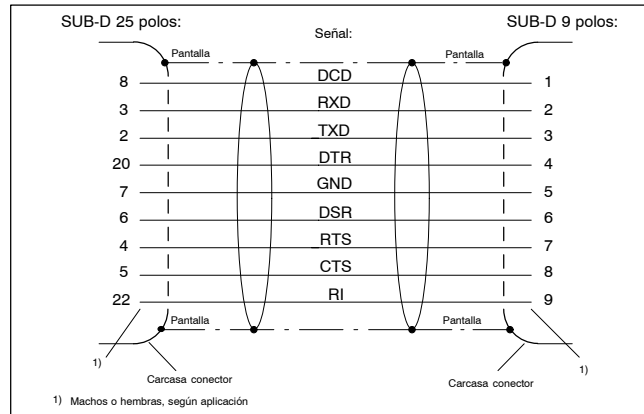 SUB-D 25 polos: SUB-D 9 polos:
Señal:
Pantalla Pantalla
8 DCD 1
3 RXD 2
2 TXD 3
20 DTR 4
7 GND 5
6 DSR 6
4 RTS 7
5 CTS 8
22 RI 9
Pantalla Pantalla
1) 1)
Carcasa conector Carcasa conector
1) Machos o hembras, según aplicación